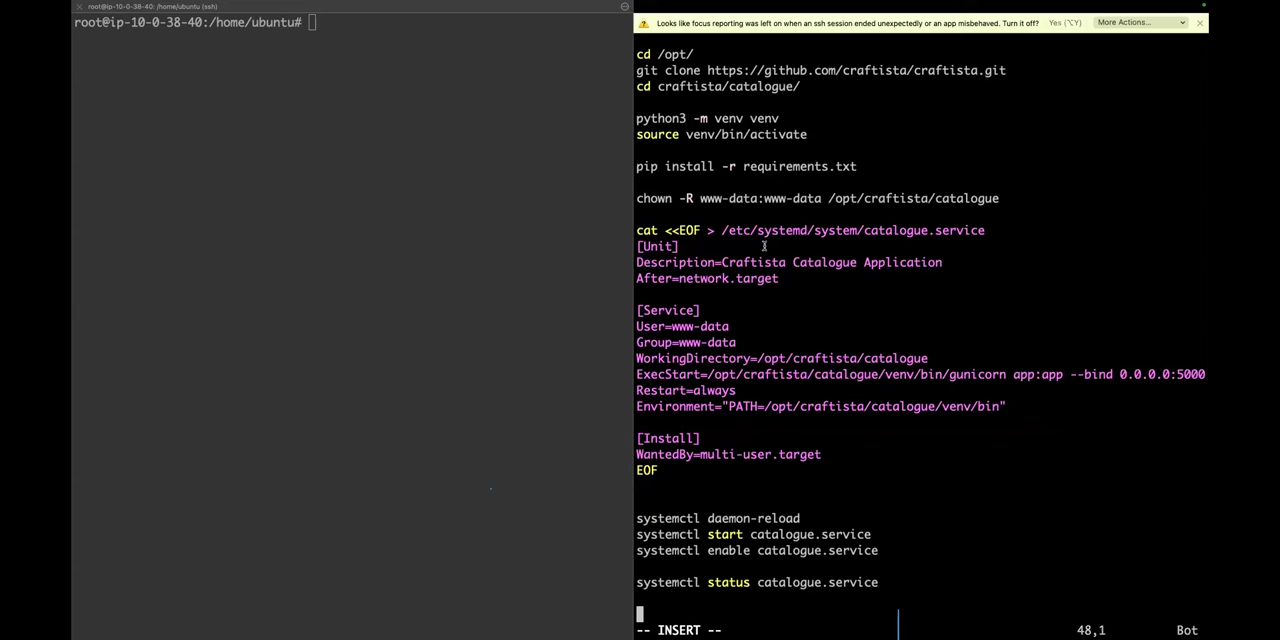 /home/ubuntu (ssh)
root@ip-10-0-38-40:/home/ubuntu#
Looks like focus reporting was left on when an ssh session ended unexpectedly or an app misbehaved. Turn it off? Yes (⌥Y) More Actions...
cd /opt/
git clone https://github.com/craftista/craftista.git
cd craftista/catalogue/
python3 -m venv venv
source venv/bin/activate
pip install -r requirements.txt
chown -R www-data:www-data /opt/craftista/catalogue
cat <<EOF > /etc/systemd/system/catalogue.service
[Unit]
Description=Craftista Catalogue Application
After=network.target
[Service]
User=www-data
Group=www-data
WorkingDirectory=/opt/craftista/catalogue
ExecStart=/opt/craftista/catalogue/venv/bin/gunicorn app:app --bind 0.0.0.0:5000
Restart=always
Environment="PATH=/opt/craftista/catalogue/venv/bin"
[Install]
WantedBy=multi-user.target
EOF
systemctl daemon-reload
systemctl start catalogue.service
systemctl enable catalogue.service
systemctl status catalogue.service
-- INSERT -- 48,1 Bot